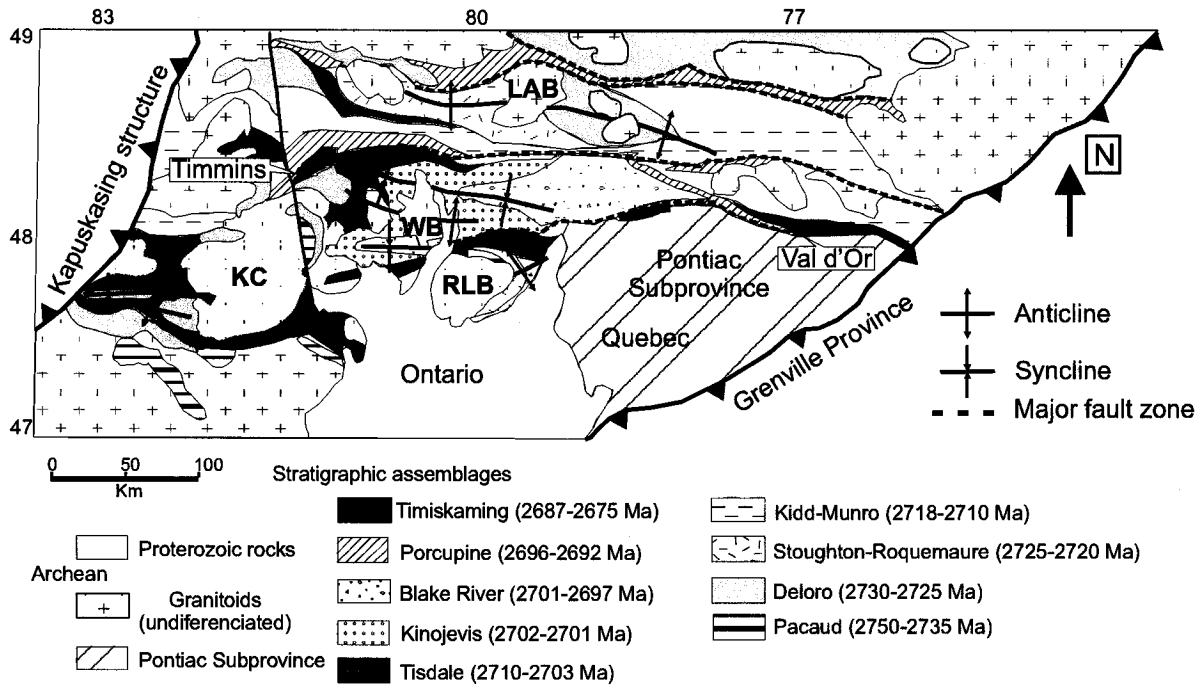 83 80 77
49
LAB
N
Kapuskasing structure
Timmins
48
WB
KC
RLB
Pontiac
Subprovince
Val d'Or
Quebec
Ontario
Grenville Province
47
Anticline
Syncline
Major fault zone
0 50 100
Km
Stratigraphic assemblages
Proterozoic rocks
Archean
Granitoids
(undiferenciated)
Pontiac Subprovince
Timiskaming (2687-2675 Ma)
Porcupine (2696-2692 Ma)
Blake River (2701-2697 Ma)
Kinojevis (2702-2701 Ma)
Tisdale (2710-2703 Ma)
Kidd-Munro (2718-2710 Ma)
Stoughton-Roquemaure (2725-2720 Ma)
Deloro (2730-2725 Ma)
Pacaud (2750-2735 Ma)